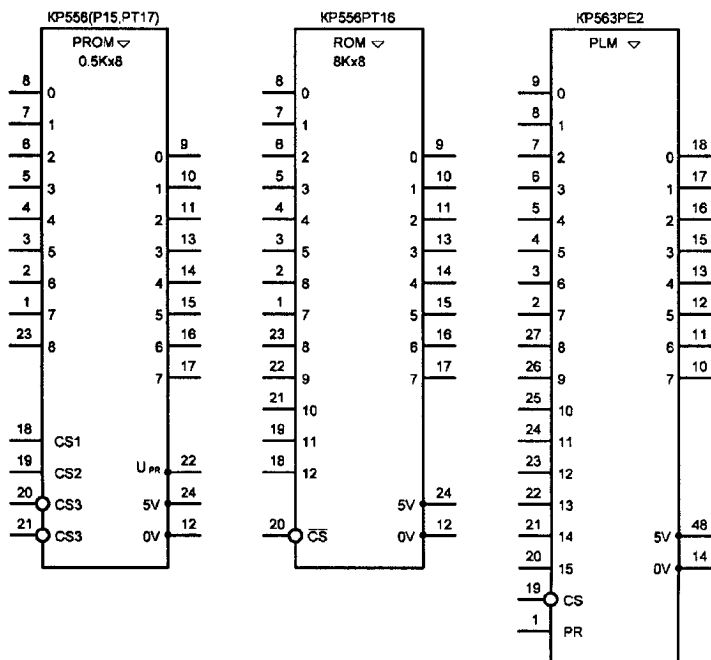 KP556(P15,PT17)
PROM ▽
0.5Kx8
8 0
7 1
6 2 0 9
5 3 1 10
4 4 2 11
3 5 3 13
2 6 4 14
1 7 5 15
23 8 6 16
7 17
18 CS1
19 CS2 UPR 22
20 CS3 5V 24
21 CS3 0V 12
KP556PT16
ROM ▽
8Kx8
8 0
7 1
6 2 0 9
5 3 1 10
4 4 2 11
3 5 3 13
2 6 4 14
1 7 5 15
23 8 6 16
22 9 7 17
21 10
19 11
18 12
5V 24
20 C̅S̅ 0V 12
KP563PE2
PLM ▽
9 0
8 1
7 2 0 18
6 3 1 17
5 4 2 16
4 5 3 15
3 6 4 13
2 7 5 12
27 8 6 11
26 9 7 10
25 10
24 11
23 12
22 13
21 14 5V 48
20 15 0V 14
19 CS
1 PR